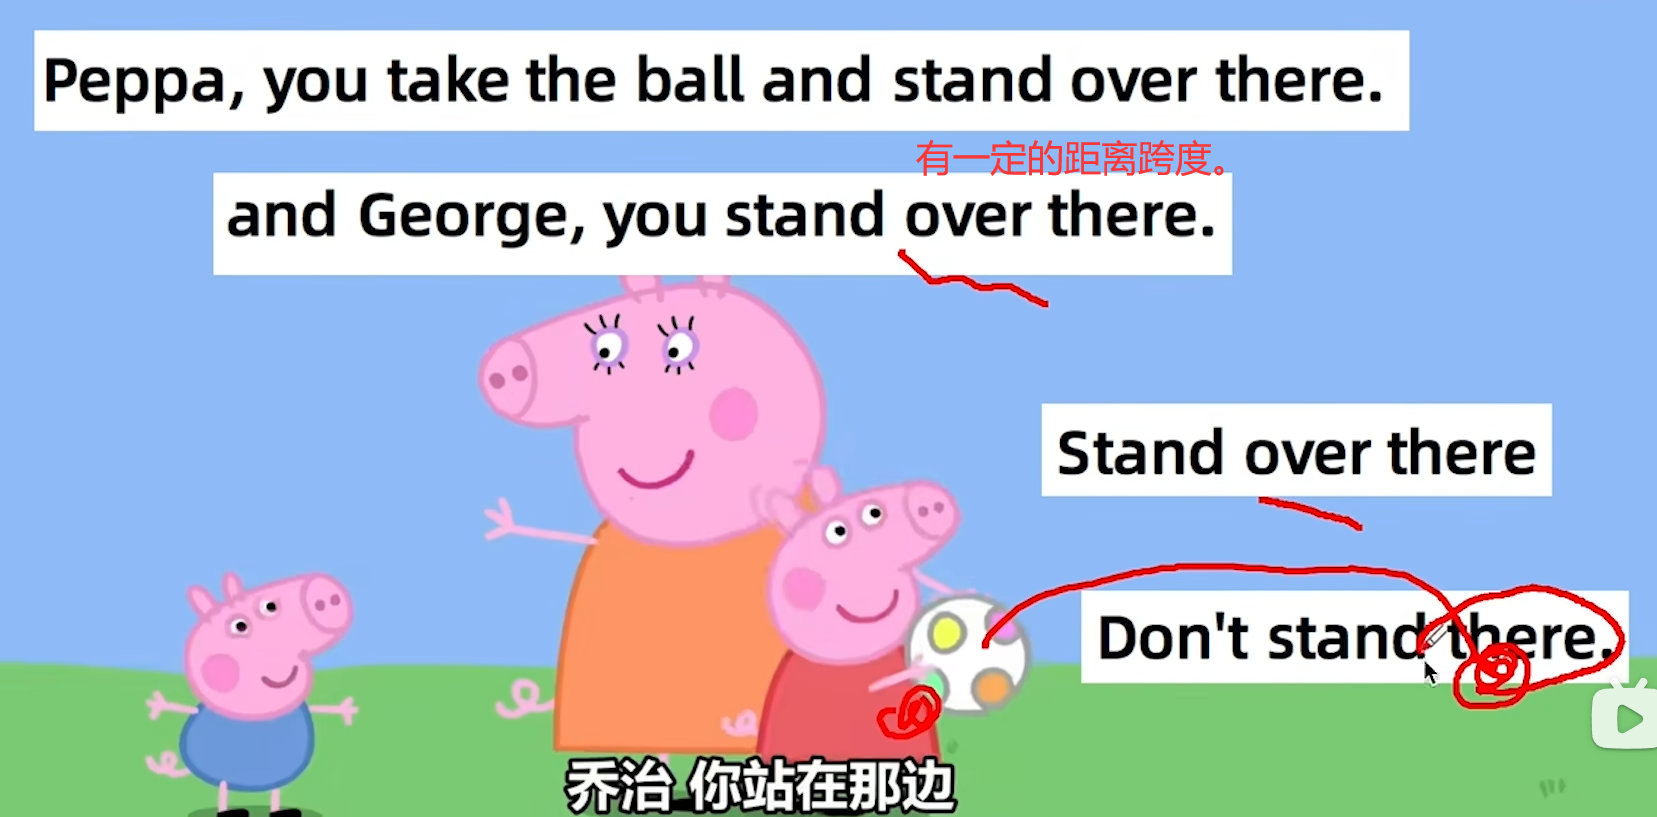 Peppa, you take the ball and stand over there.
有一定的距离跨度。
and George, you stand over there.
Stand over there
Don't stand there.
乔治 你站在那边